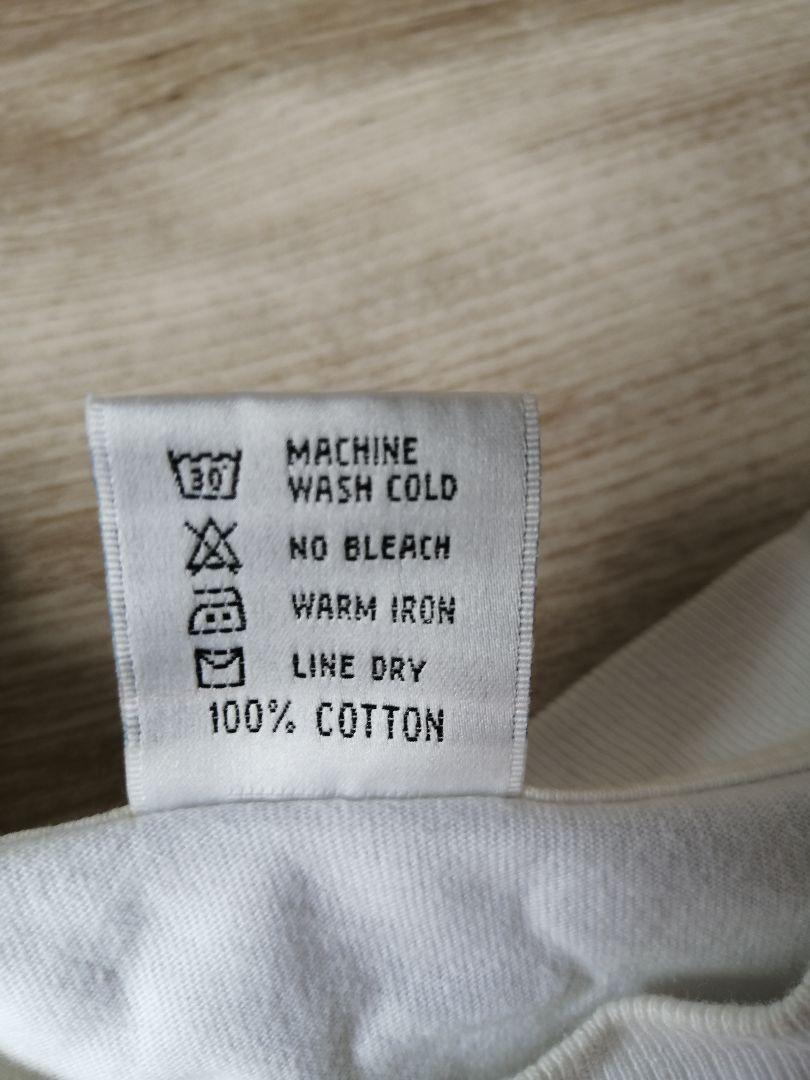 30° MACHINE
WASH COLD
NO BLEACH
WARM IRON
LINE DRY
100% COTTON